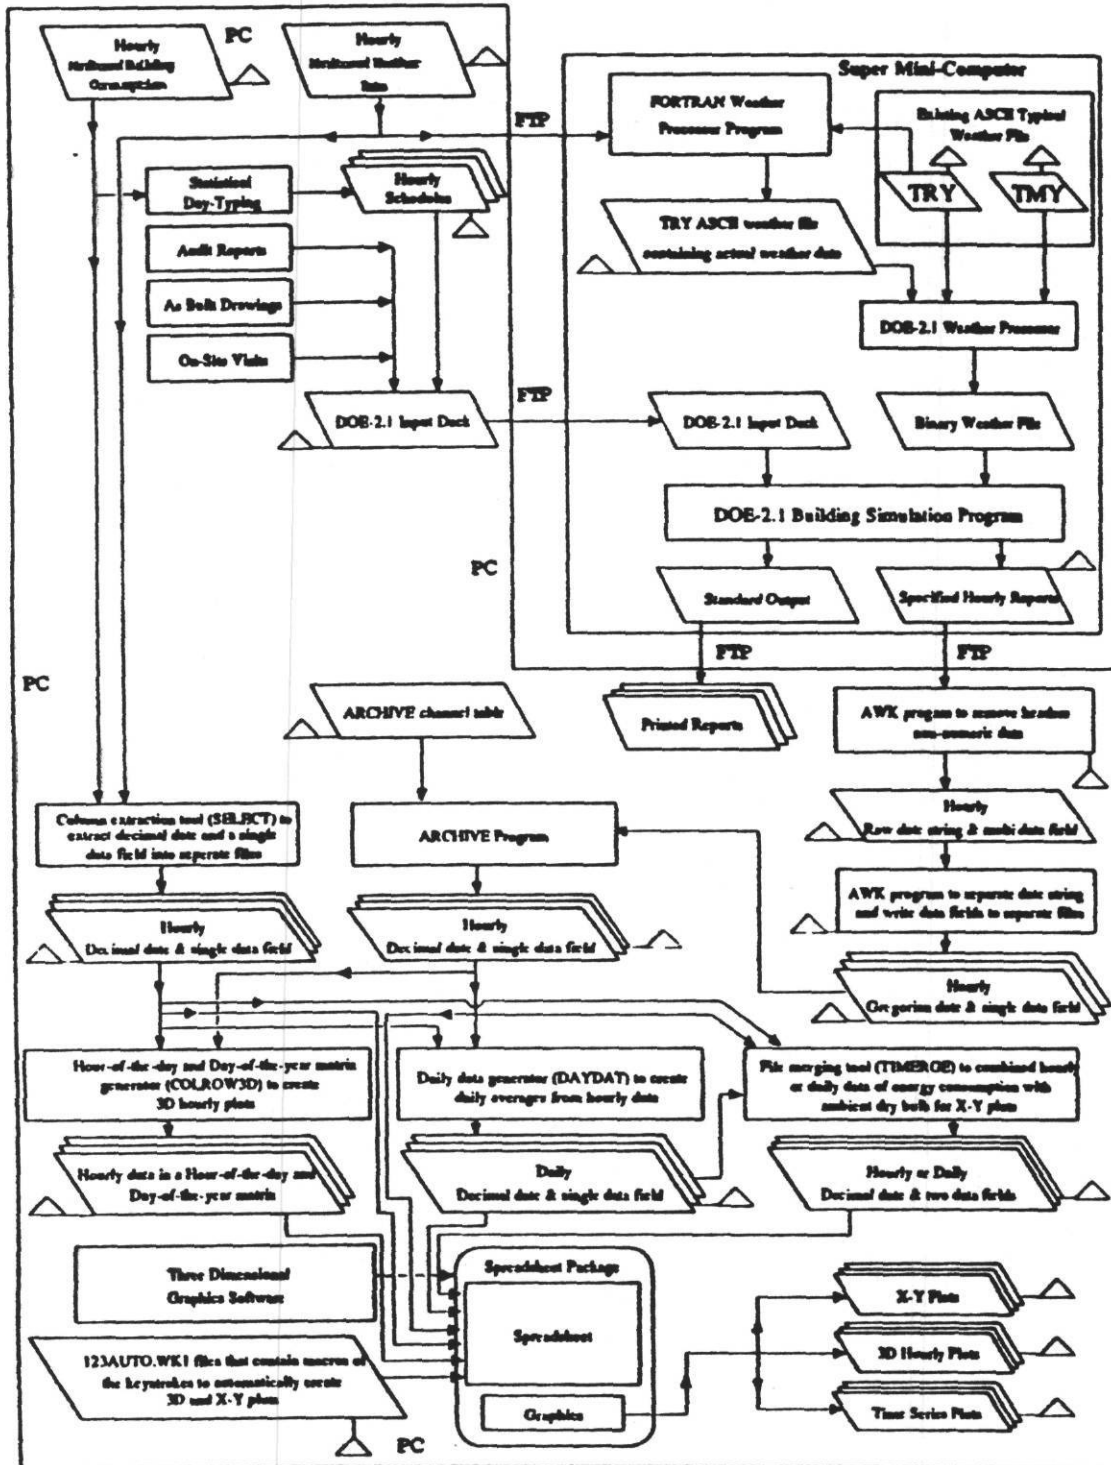 PC
Hourly
Monitored Building
Consumption
Hourly
Monitored Weather
Data
FTP
Super Mini-Computer
FORTRAN Weather
Processor Program
Existing ASCII Typical
Weather File
TRY
TMY
TRY ASCII weather file
containing actual weather data
Statistical
Day-Typing
Hourly
Schedules
Audit Reports
As Built Drawings
On-Site Visits
DOE-2.1 Weather Processor
DOE-2.1 Input Deck
FTP
DOE-2.1 Input Deck
Binary Weather File
DOE-2.1 Building Simulation Program
PC
Standard Output
Specified Hourly Reports
FTP
FTP
PC
ARCHIVE channel table
Printed Reports
AWK progam to remove headers
non-numeric data
Hourly
Raw date string & multi data field
Column extraction tool (SELECT) to
extract decimal date and a single
data field into seperate files
ARCHIVE Program
AWK program to separate date string
and write data fields to separate files
Hourly
Decimal date & single data field
Hourly
Decimal date & single data field
Hourly
Gregorian date & single data field
Hour-of-the-day and Day-of-the-year matrix
generator (COLROW3D) to create
3D hourly plots
Daily data generator (DAYDAT) to create
daily averages from hourly data
File merging tool (TIMERGE) to combined hourly
or daily data of energy consumption with
ambient dry bulb for X-Y plots
Hourly data in a Hour-of-the-day and
Day-of-the-year matrix
Daily
Decimal date & single data field
Hourly or Daily
Decimal date & two data fields
Three Dimensional
Graphics Software
Spreadsheet Package
Spreadsheet
Graphics
X-Y Plots
3D Hourly Plots
Time Series Plots
123AUTO.WK1 files that contain macros of
the keystrokes to automatically create
3D and X-Y plots
PC